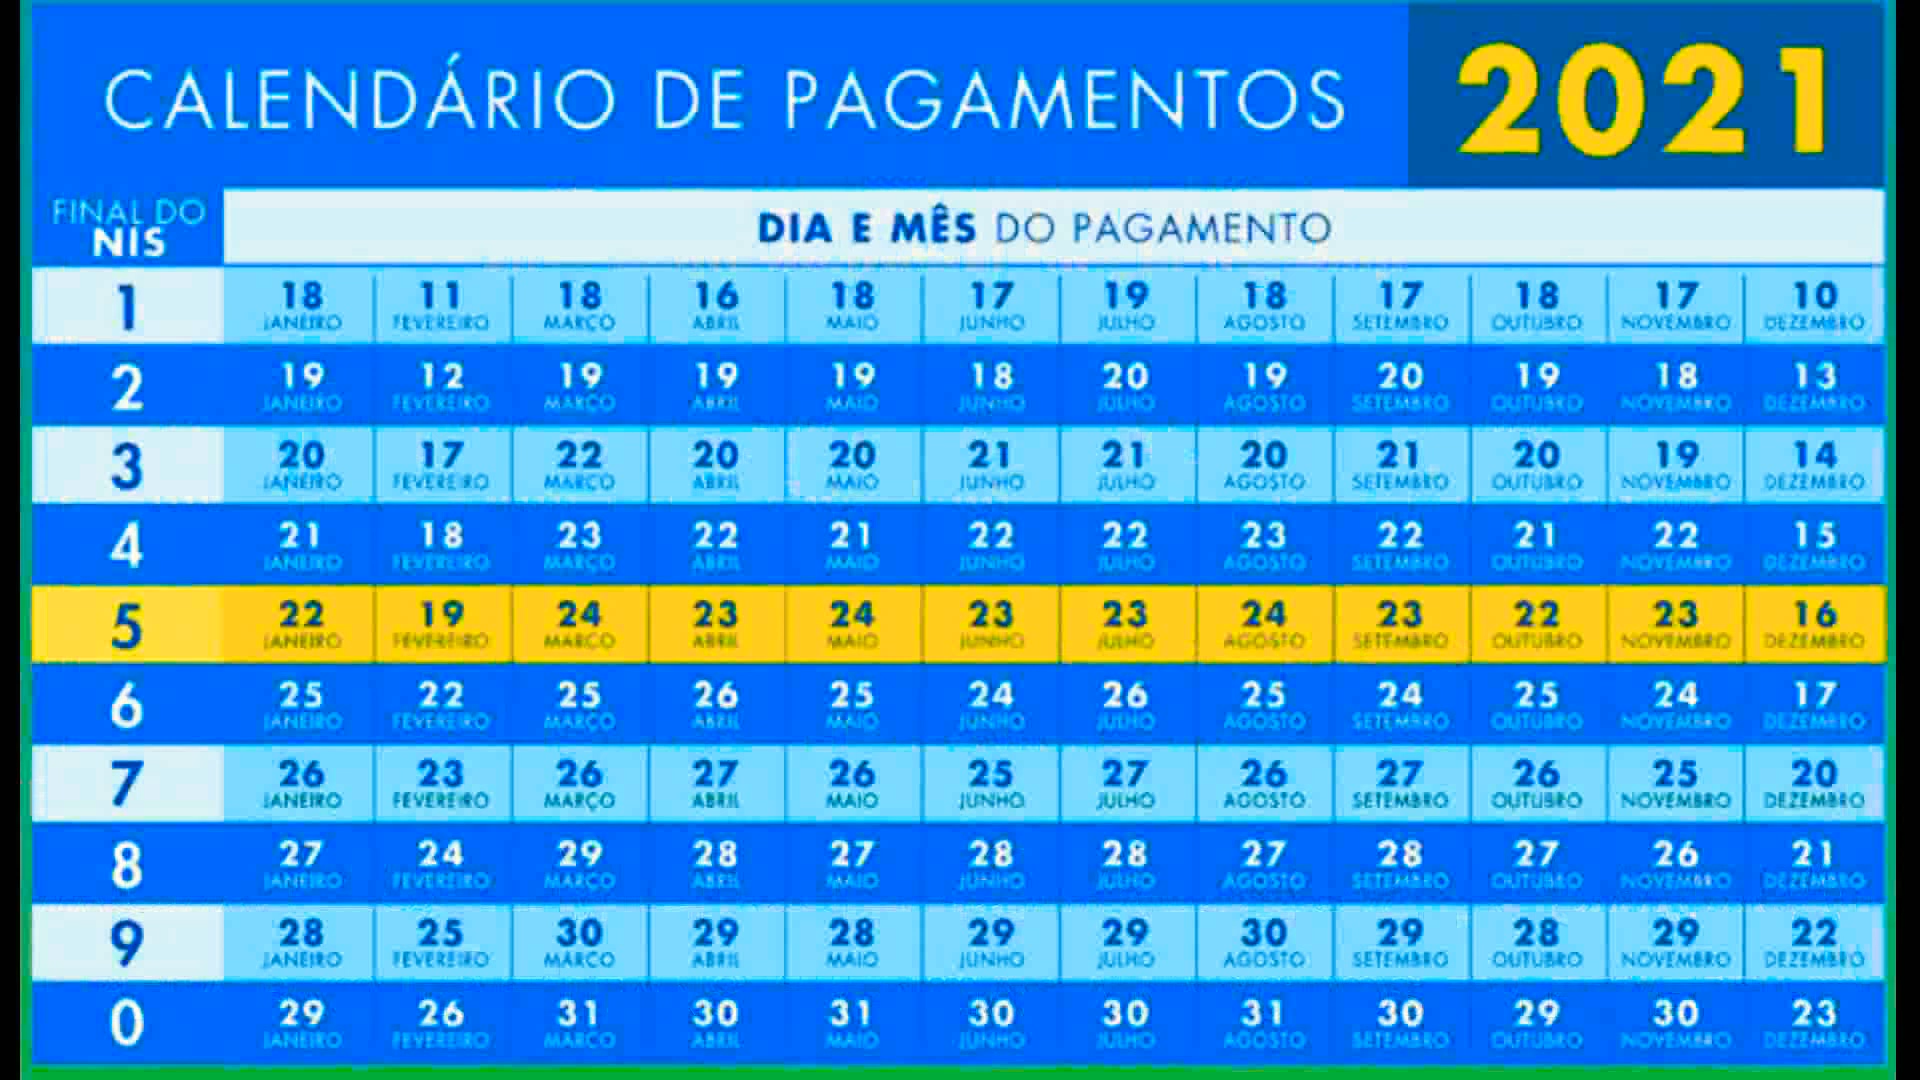 CALENDÁRIO DE PAGAMENTOS 2021
FINAL DO NIS
DIA E MÊS DO PAGAMENTO
1 18 11 18 16 18 17 19 18 17 18 17 10
JANEIRO FEVEREIRO MARÇO ABRIL MAIO JUNHO JULHO AGOSTO SETEMBRO OUTUBRO NOVEMBRO DEZEMBRO
2 19 12 19 19 19 18 20 19 20 19 18 13
JANEIRO FEVEREIRO MARÇO ABRIL MAIO JUNHO JULHO AGOSTO SETEMBRO OUTUBRO NOVEMBRO DEZEMBRO
3 20 17 22 20 20 21 21 20 21 20 19 14
JANEIRO FEVEREIRO MARÇO ABRIL MAIO JUNHO JULHO AGOSTO SETEMBRO OUTUBRO NOVEMBRO DEZEMBRO
4 21 18 23 22 21 22 22 23 22 21 22 15
JANEIRO FEVEREIRO MARÇO ABRIL MAIO JUNHO JULHO AGOSTO SETEMBRO OUTUBRO NOVEMBRO DEZEMBRO
5 22 19 24 23 24 23 23 24 23 22 23 16
JANEIRO FEVEREIRO MARÇO ABRIL MAIO JUNHO JULHO AGOSTO SETEMBRO OUTUBRO NOVEMBRO DEZEMBRO
6 25 22 25 26 25 24 26 25 24 25 24 17
JANEIRO FEVEREIRO MARÇO ABRIL MAIO JUNHO JULHO AGOSTO SETEMBRO OUTUBRO NOVEMBRO DEZEMBRO
7 26 23 26 27 26 25 27 26 27 26 25 20
JANEIRO FEVEREIRO MARÇO ABRIL MAIO JUNHO JULHO AGOSTO SETEMBRO OUTUBRO NOVEMBRO DEZEMBRO
8 27 24 29 28 27 28 28 27 28 27 26 21
JANEIRO FEVEREIRO MARÇO ABRIL MAIO JUNHO JULHO AGOSTO SETEMBRO OUTUBRO NOVEMBRO DEZEMBRO
9 28 25 30 29 28 29 29 30 29 28 29 22
JANEIRO FEVEREIRO MARÇO ABRIL MAIO JUNHO JULHO AGOSTO SETEMBRO OUTUBRO NOVEMBRO DEZEMBRO
0 29 26 31 30 31 30 30 31 30 29 30 23
JANEIRO FEVEREIRO MARÇO ABRIL MAIO JUNHO JULHO AGOSTO SETEMBRO OUTUBRO NOVEMBRO DEZEMBRO